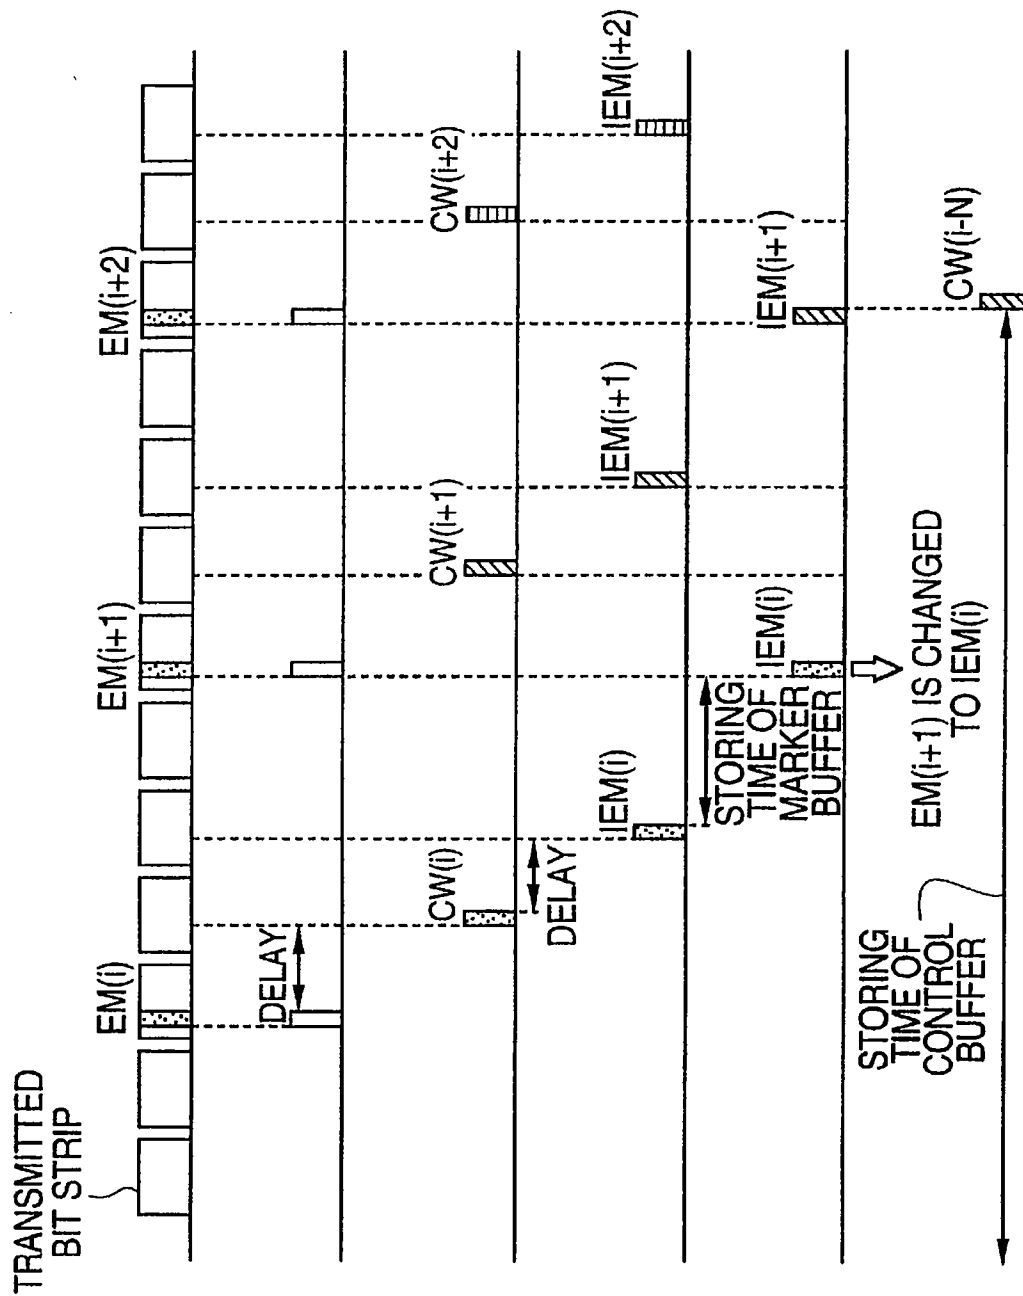 TRANSMITTED
BIT STRIP
EM(i)
EM(i+1)
EM(i+2)
DELAY
CW(i)
CW(i+1)
CW(i+2)
DELAY
IEM(i)
IEM(i+1)
IEM(i+2)
STORING
TIME OF
MARKER
BUFFER
IEM(i)
IEM(i+1)
STORING
TIME OF
CONTROL
BUFFER
EM(i+1) IS CHANGED
TO IEM(i)
CW(i-N)